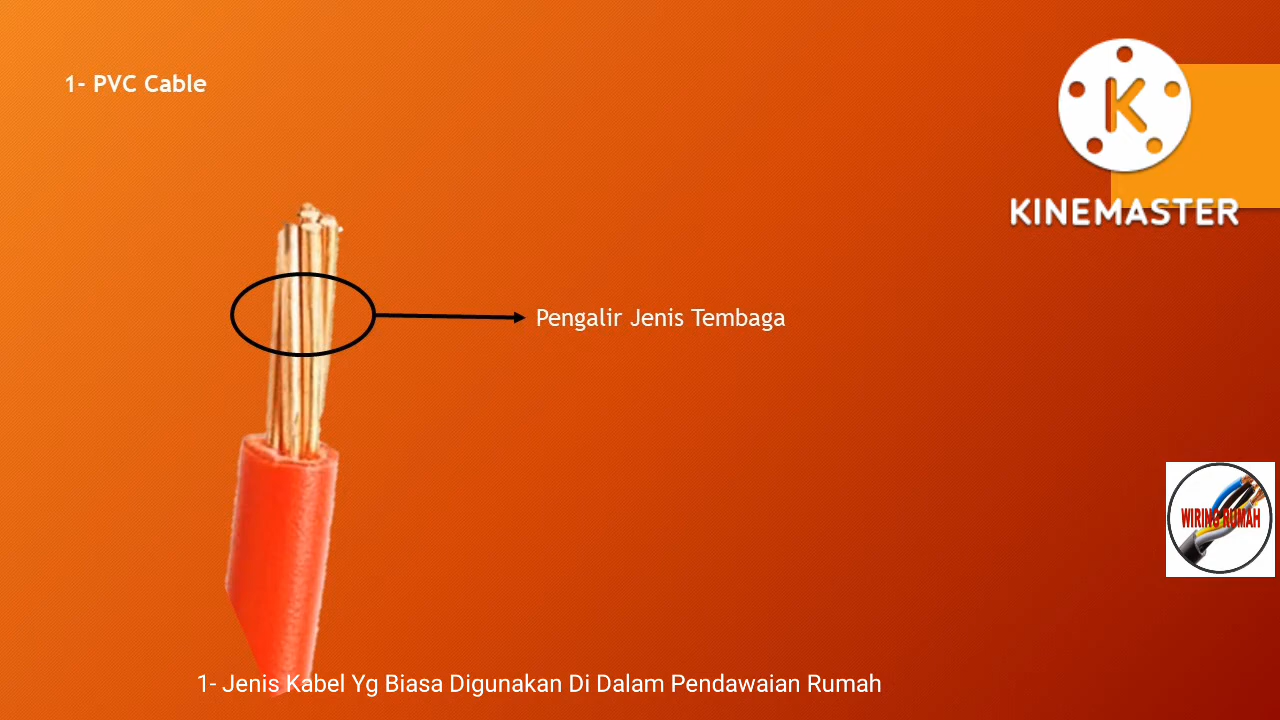 1- PVC Cable
K
KINEMASTER
Pengalir Jenis Tembaga
WIRING RUMAH
1- Jenis Kabel Yg Biasa Digunakan Di Dalam Pendawaian Rumah